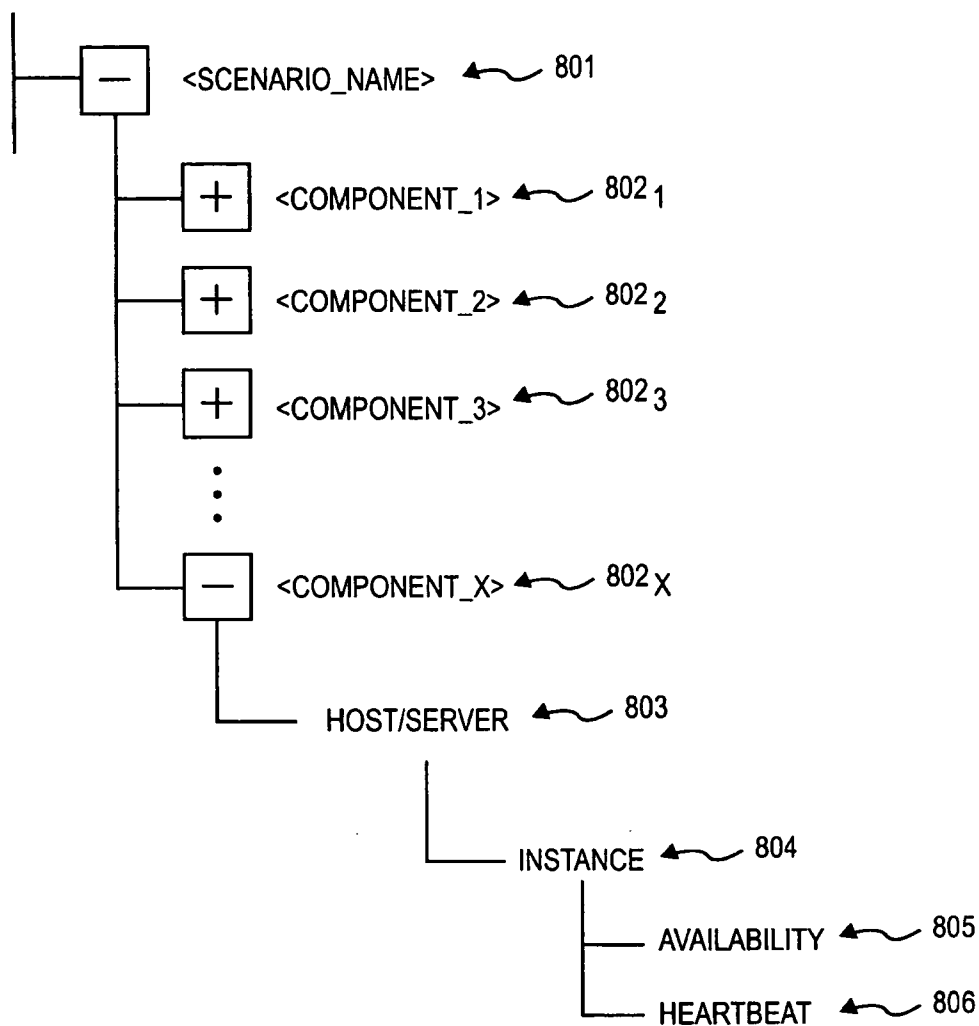 <SCENARIO_NAME> 801
<COMPONENT_1> 802 1
<COMPONENT_2> 802 2
<COMPONENT_3> 802 3
<COMPONENT_X> 802 X
HOST/SERVER 803
INSTANCE 804
AVAILABILITY 805
HEARTBEAT 806